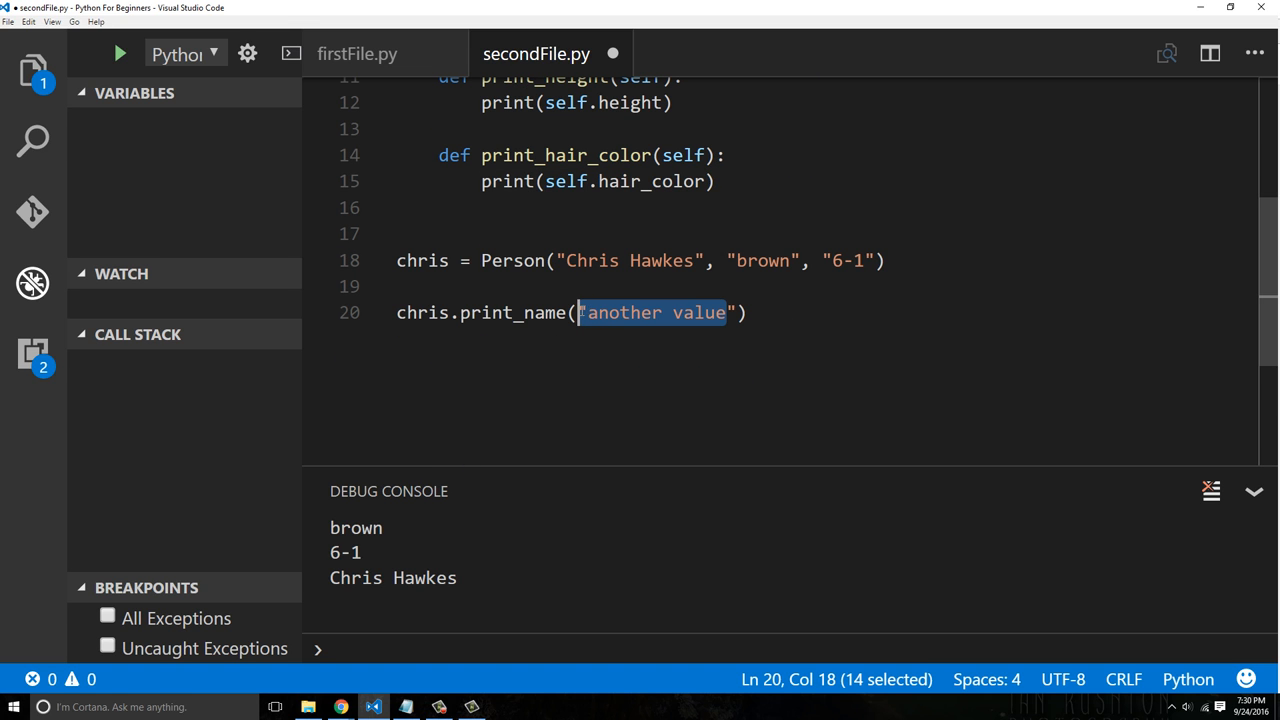 ● secondFile.py - Python For Beginners - Visual Studio Code
File Edit View Go Help
Pythor firstFile.py secondFile.py
1
VARIABLES
WATCH
CALL STACK
2
BREAKPOINTS
All Exceptions
Uncaught Exceptions
11 def print_height(self):
12 print(self.height)
13
14 def print_hair_color(self):
15 print(self.hair_color)
16
17
18 chris = Person("Chris Hawkes", "brown", "6-1")
19
20 chris.print_name("another value")
DEBUG CONSOLE
brown
6-1
Chris Hawkes
0 0 Ln 20, Col 18 (14 selected) Spaces: 4 UTF-8 CRLF Python
I'm Cortana. Ask me anything. 7:30 PM
9/24/2016